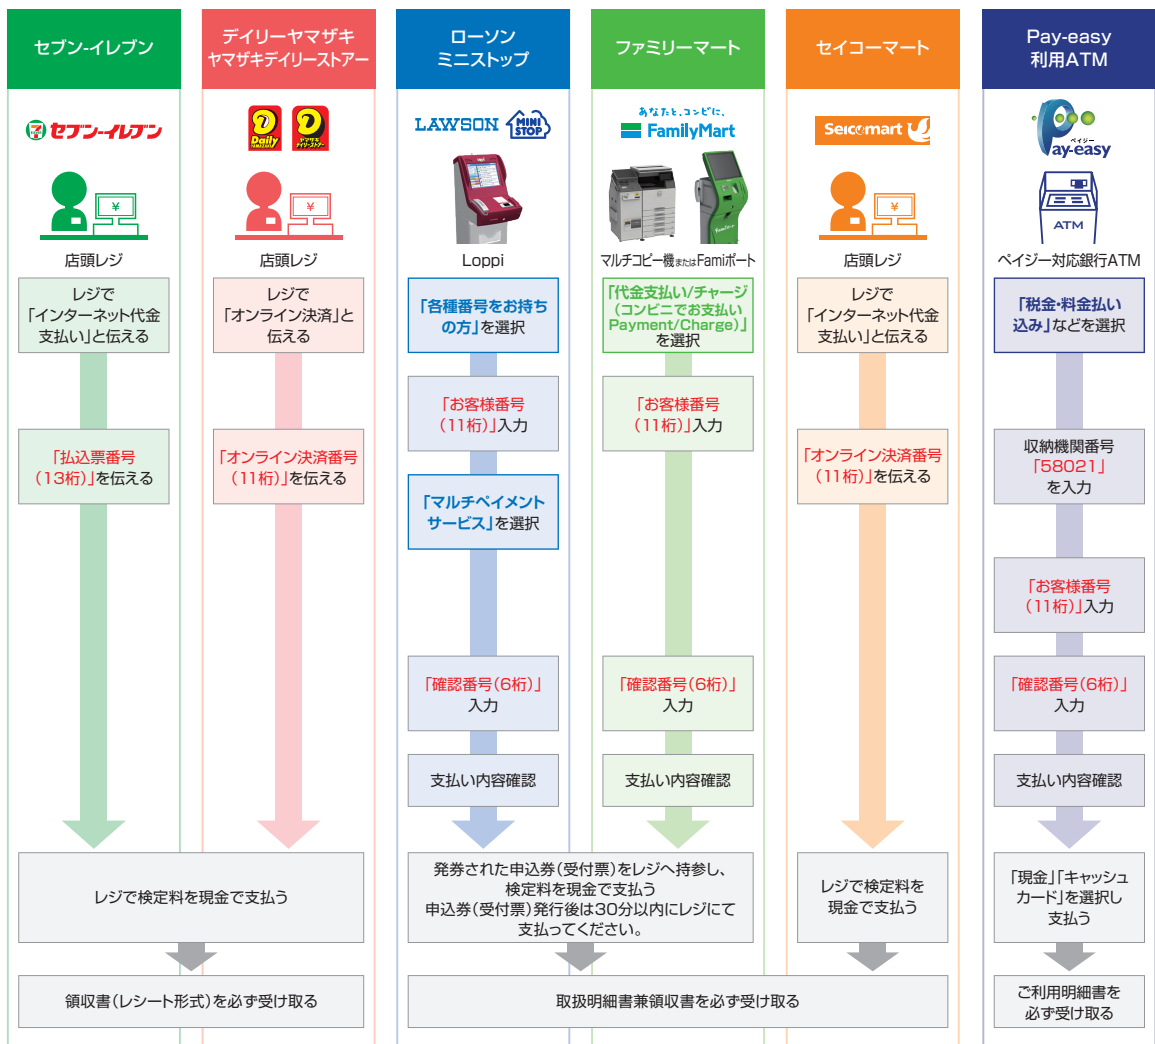 セブン-イレブン
セブン-イレブン
店頭レジ
レジで
「インターネット代金
支払い」と伝える
「払込票番号
(13桁)」を伝える
デイリーヤマザキ
ヤマザキデイリーストアー
Daily
YAMAZAKI
ヤマザキ
デイリーストアー
店頭レジ
レジで
「オンライン決済」と
伝える
「オンライン決済番号
(11桁)」を伝える
レジで検定料を現金で支払う
領収書(レシート形式)を必ず受け取る
ローソン
ミニストップ
LAWSON
MINI
STOP
Loppi
「各種番号をお持ち
の方」を選択
「お客様番号
(11桁)」入力
「マルチペイメント
サービス」を選択
「確認番号(6桁)」
入力
支払い内容確認
ファミリーマート
あなたと、コンビに、
FamilyMart
マルチコピー機またはFamiポート
「代金支払い/チャージ
(コンビニでお支払い
Payment/Charge)」
を選択
「お客様番号
(11桁)」入力
「確認番号(6桁)」
入力
支払い内容確認
発券された申込券(受付票)をレジへ持参し、
検定料を現金で支払う
申込券(受付票)発行後は30分以内にレジにて
支払ってください。
セイコーマート
Seicomart
店頭レジ
レジで
「インターネット代金
支払い」と伝える
「オンライン決済番号
(11桁)」を伝える
レジで検定料を
現金で支払う
取扱明細書兼領収書を必ず受け取る
Pay-easy
利用ATM
ペイジー
Pay-easy
ATM
ペイジー対応銀行ATM
「税金・料金払い
込み」などを選択
収納機関番号
「58021」
を入力
「お客様番号
(11桁)」入力
「確認番号(6桁)」
入力
支払い内容確認
「現金」「キャッシュ
カード」を選択し
支払う
ご利用明細書を
必ず受け取る